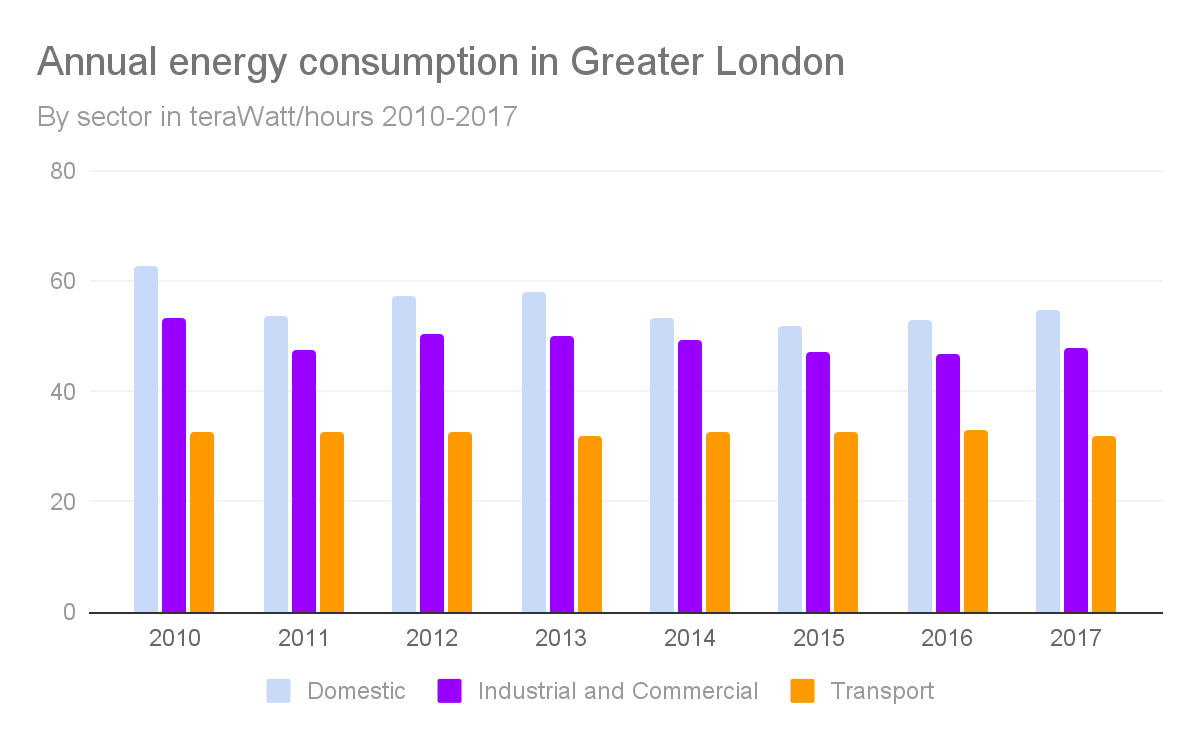 Annual energy consumption in Greater London
By sector in teraWatt/hours 2010-2017
80
60
40
20
0
2010 2011 2012 2013 2014 2015 2016 2017
Domestic Industrial and Commercial Transport